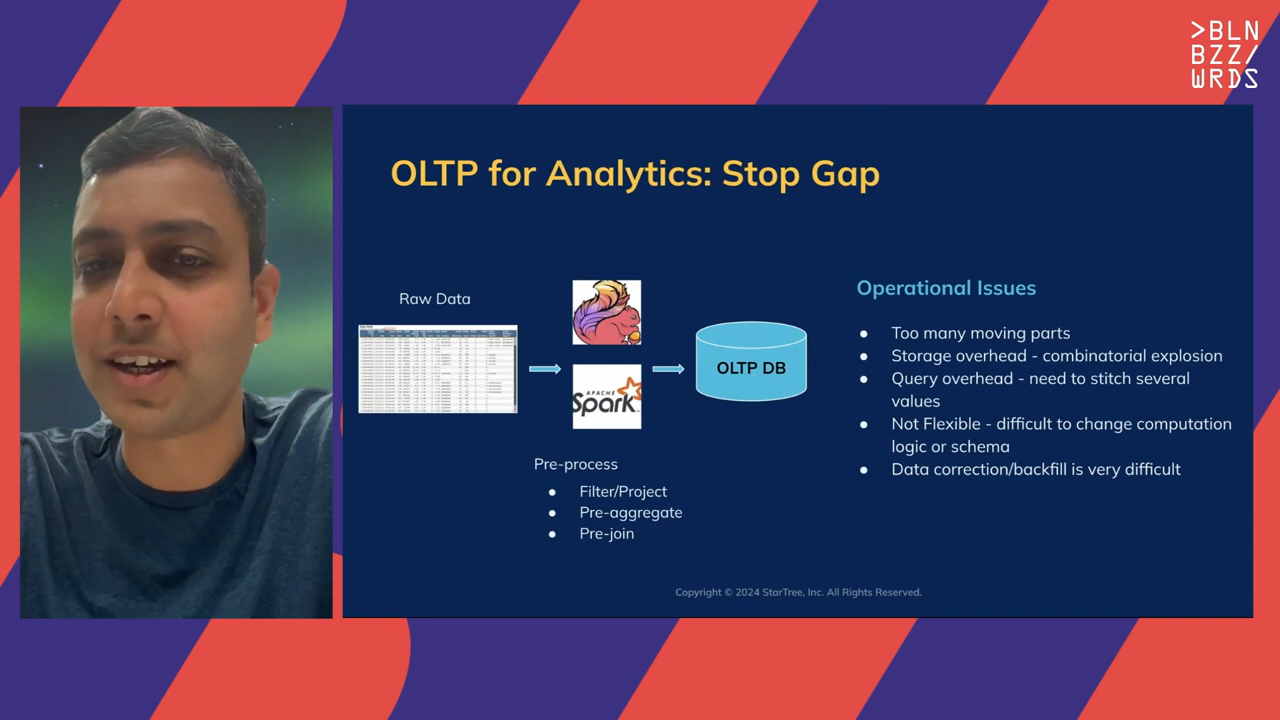 >BLN
BZZ/
WRDS
OLTP for Analytics: Stop Gap
Raw Data
APACHE
Spark
OLTP DB
Pre-process
● Filter/Project
● Pre-aggregate
● Pre-join
Operational Issues
● Too many moving parts
● Storage overhead - combinatorial explosion
● Query overhead - need to stitch several
values
● Not Flexible - difficult to change computation
logic or schema
● Data correction/backfill is very difficult
Copyright © 2024 StarTree, Inc. All Rights Reserved.